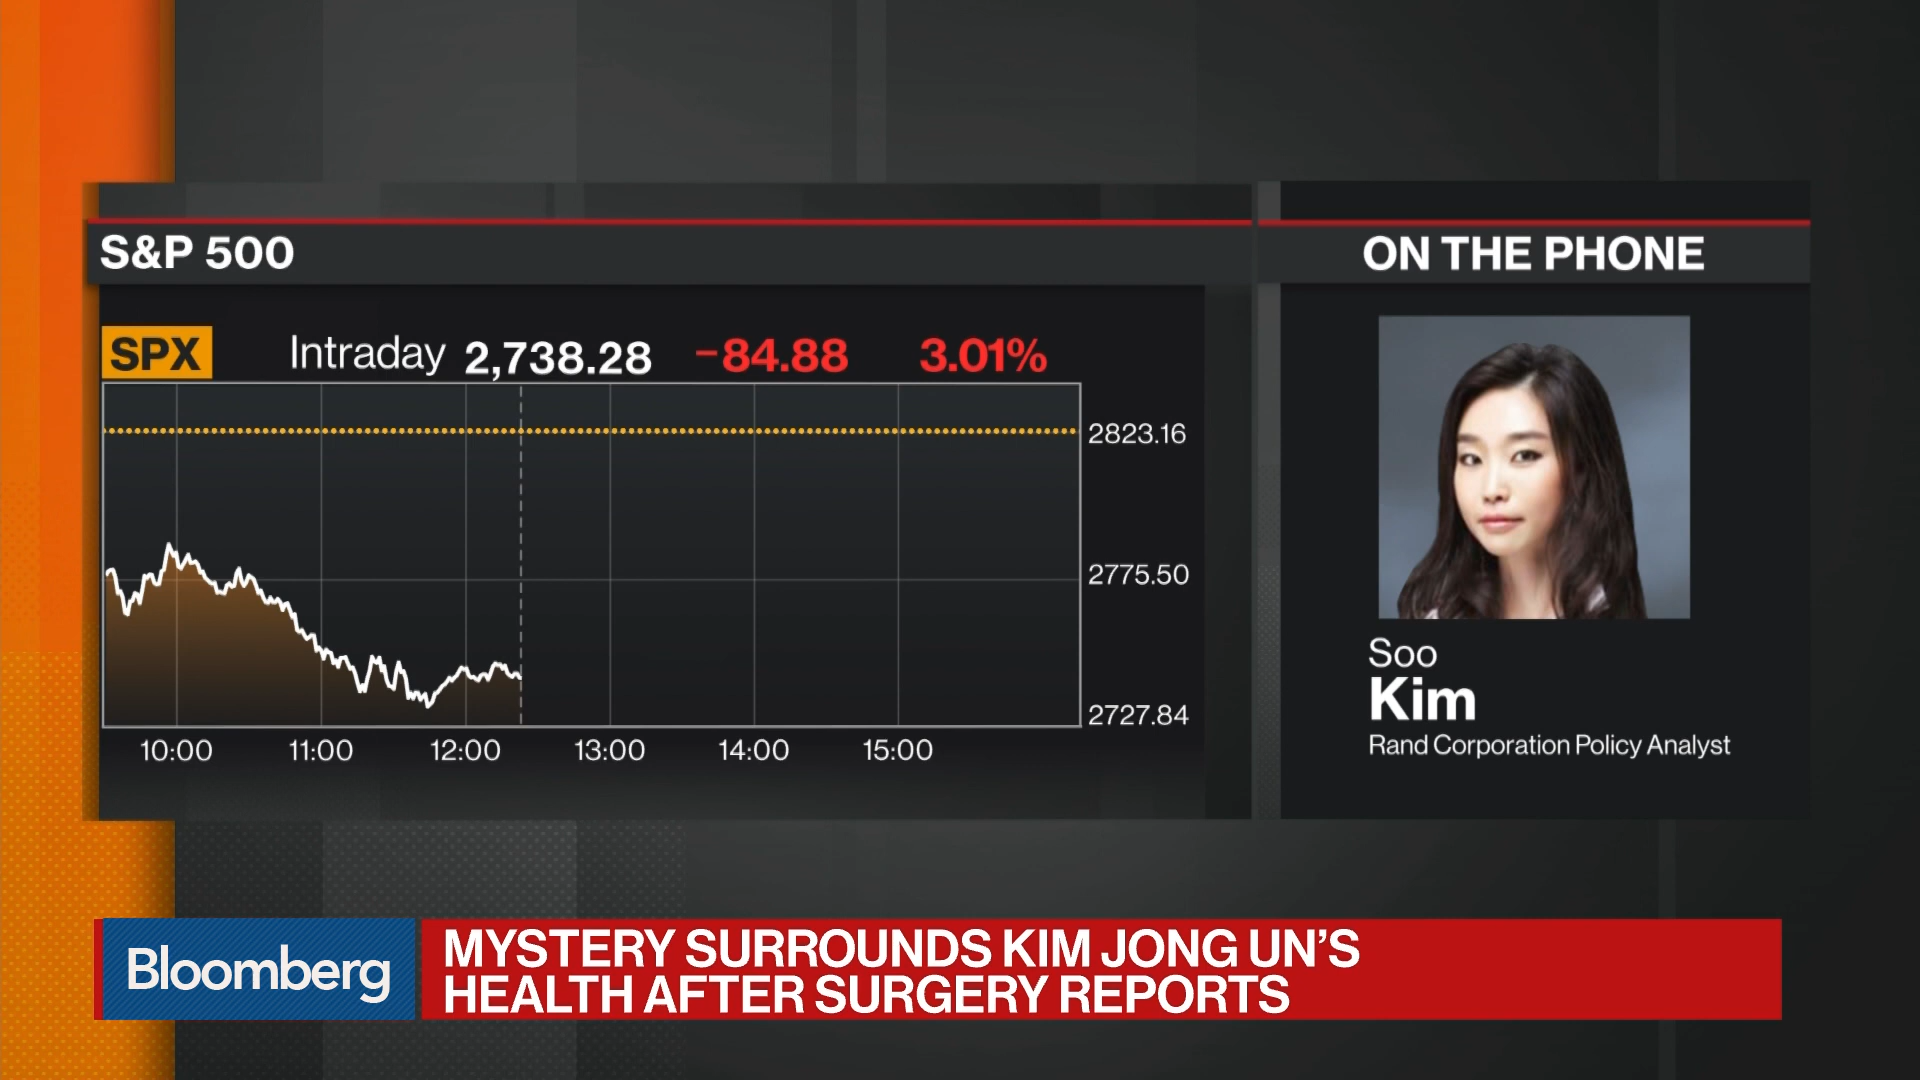 S&P 500
ON THE PHONE
SPX Intraday 2,738.28 -84.88 3.01%
2823.16
2775.50
2727.84
10:00 11:00 12:00 13:00 14:00 15:00
Soo
Kim
Rand Corporation Policy Analyst
Bloomberg
MYSTERY SURROUNDS KIM JONG UN’S
HEALTH AFTER SURGERY REPORTS